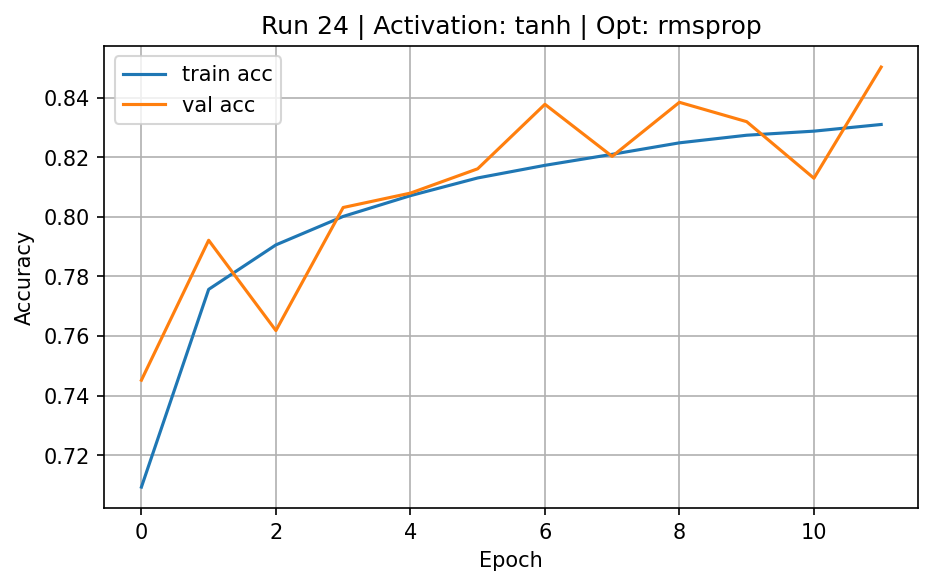 Run 24 | Activation: tanh | Opt: rmsprop
train acc
val acc
Accuracy
0.84
0.82
0.80
0.78
0.76
0.74
0.72
0 2 4 6 8 10
Epoch